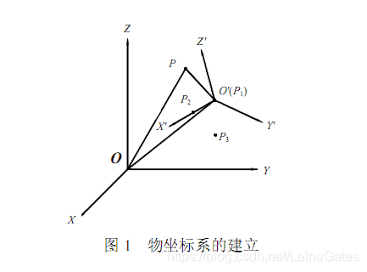 Z
Z'
P
O'(P₁)
P₂
X'
Y'
P₃
O
Y
X
图 1 物坐标系的建立
https://blog.csdn.net/LaineGates